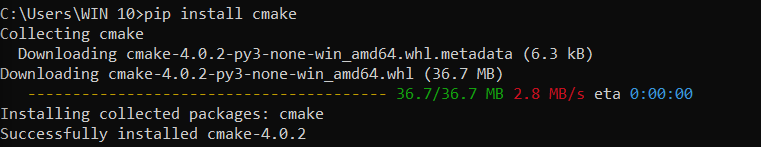 C:\Users\WIN 10>pip install cmake
Collecting cmake
  Downloading cmake-4.0.2-py3-none-win_amd64.whl.metadata (6.3 kB)
Downloading cmake-4.0.2-py3-none-win_amd64.whl (36.7 MB)
   ---------------------------------------- 36.7/36.7 MB 2.8 MB/s eta 0:00:00
Installing collected packages: cmake
Successfully installed cmake-4.0.2